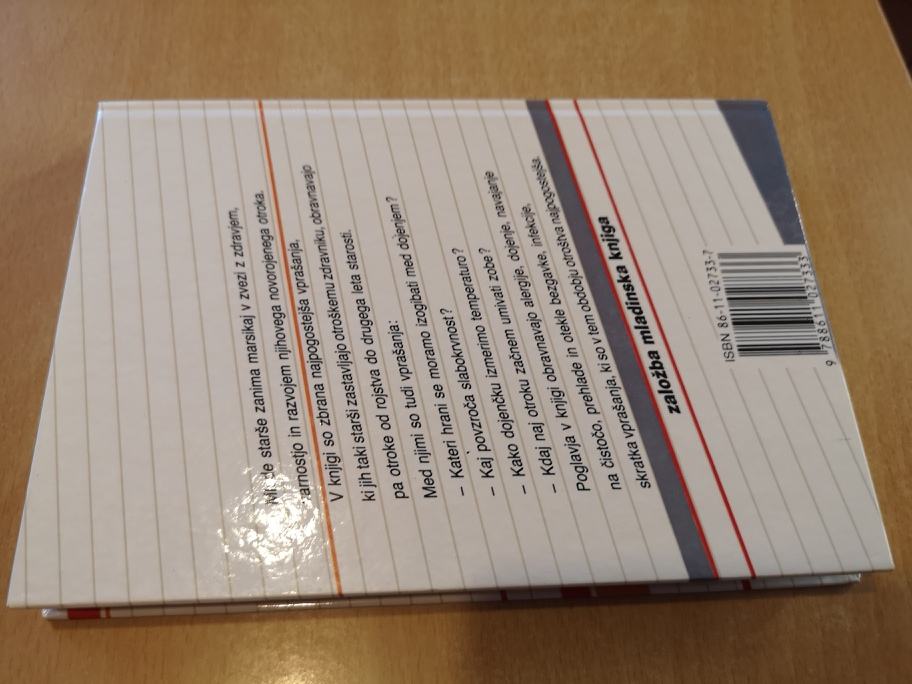 starše zanima marsikaj v zvezi z zdravjem,
in razvojem njihovega novorojenega otroka.
V knjigi so zbrana najpogostejša vprašanja,
ki jih taki starši zastavljajo otroškemu zdravniku, obravnavajo
pa otroke od rojstva do drugega leta starosti.
Med njimi so tudi vprašanja:
– Kateri hrani se moramo izogibati med dojenjem?
– Kaj povzroča slabokrvnost?
– Kako dojenčku izmerimo temperaturo?
– Kdaj naj otroku začnem umivati zobe?
Poglavja v knjigi obravnavajo alergije, dojenje, navajanje
na čistočo, prehlade in otekle bezgavke, infekcije,
skratka vprašanja, ki so v tem obdobju otroštva najpogostejša.
založba mladinska knjiga
ISBN 86-11-02733-7
9 788611 027333